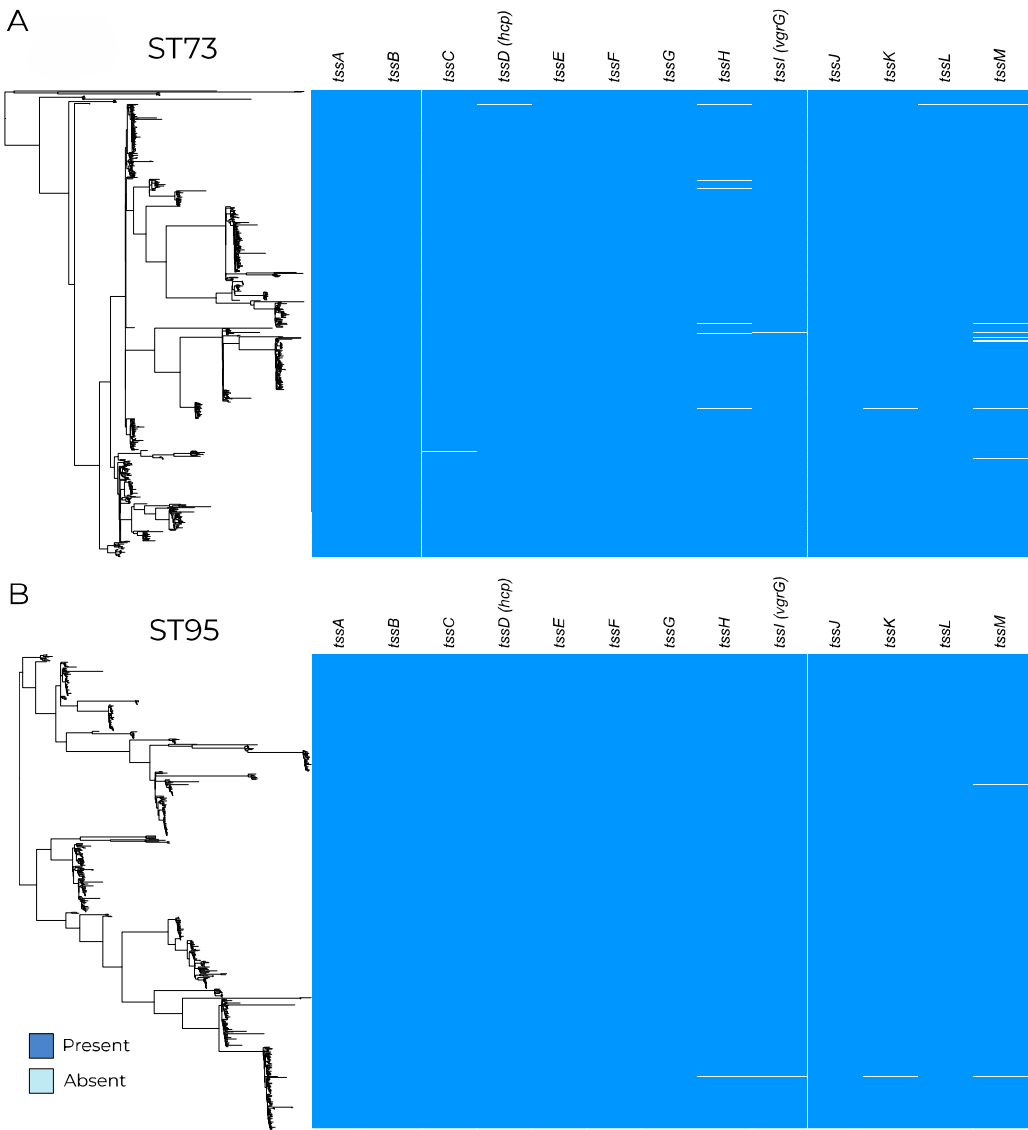 A
ST73
tssA
tssB
tssC
tssD (hcp)
tssE
tssF
tssG
tssH
tssI (vgrG)
tssJ
tssK
tssL
tssM
B
ST95
tssA
tssB
tssC
tssD (hcp)
tssE
tssF
tssG
tssH
tssI (vgrG)
tssJ
tssK
tssL
tssM
Present
Absent